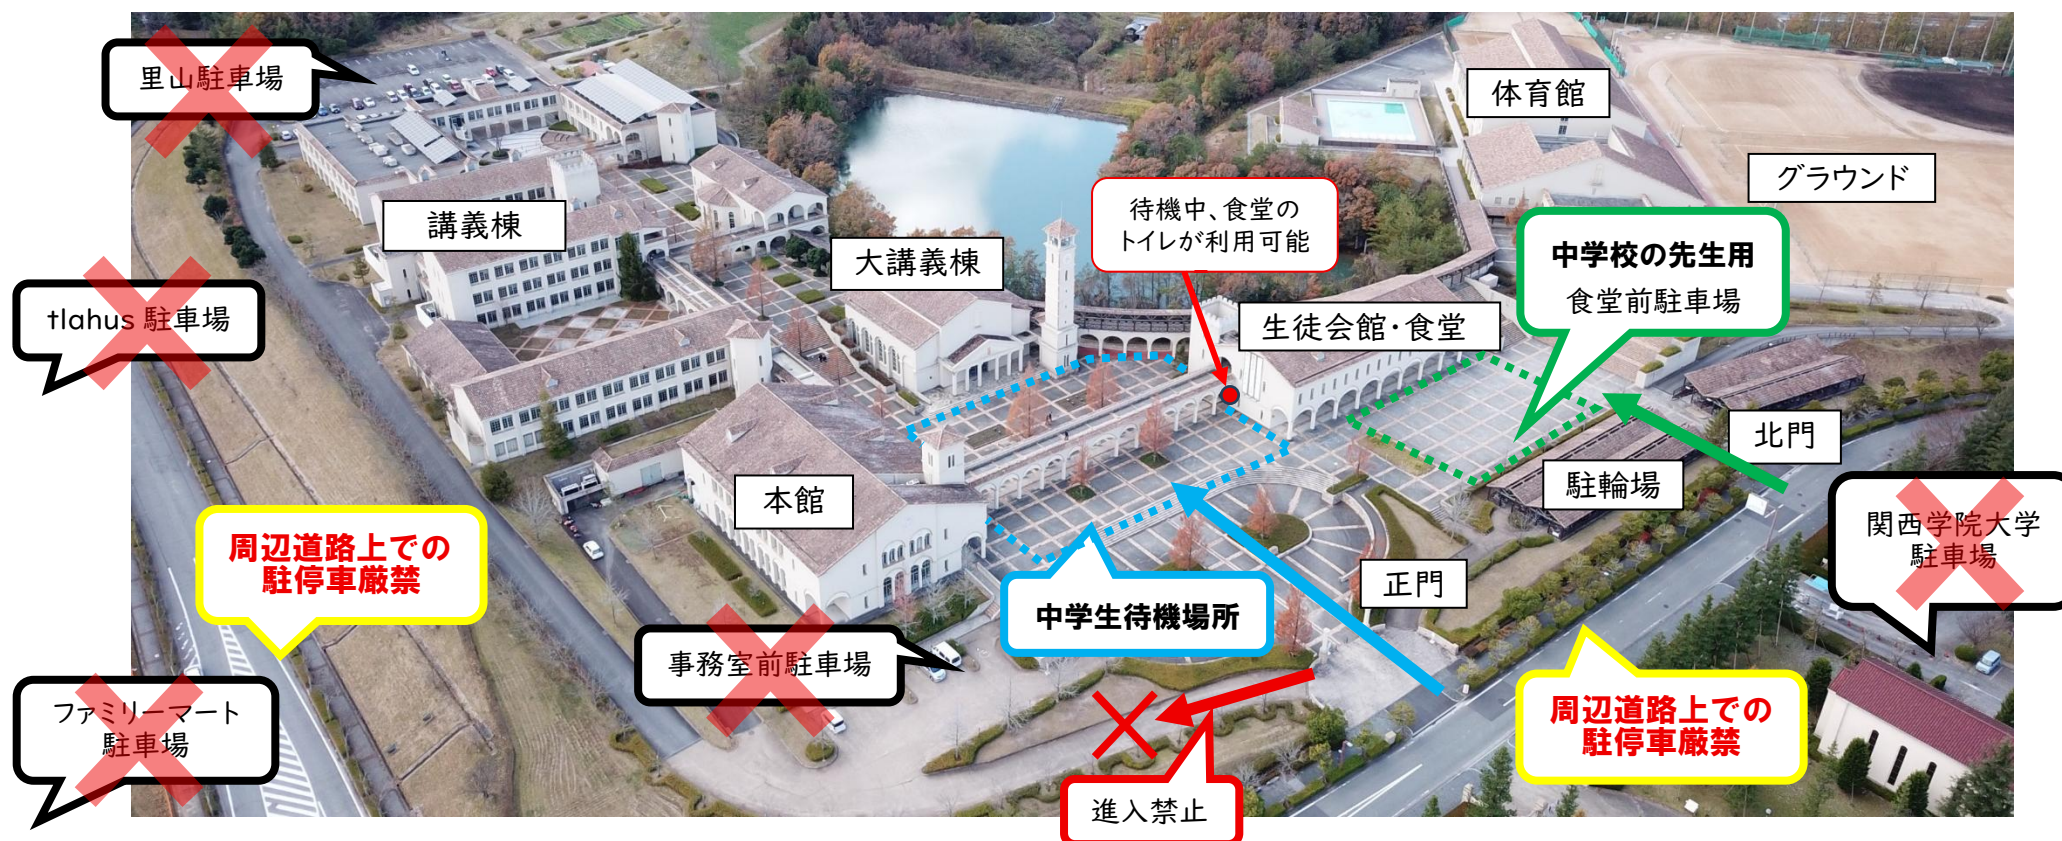 里山駐車場
体育館
グラウンド
待機中、食堂の
トイレが利用可能
講義棟
中学校の先生用
食堂前駐車場
大講義棟
tlahus 駐車場
生徒会館・食堂
北門
駐輪場
本館
関西学院大学
駐車場
周辺道路上での
駐停車厳禁
正門
中学生待機場所
事務室前駐車場
ファミリーマート
駐車場
周辺道路上での
駐停車厳禁
進入禁止